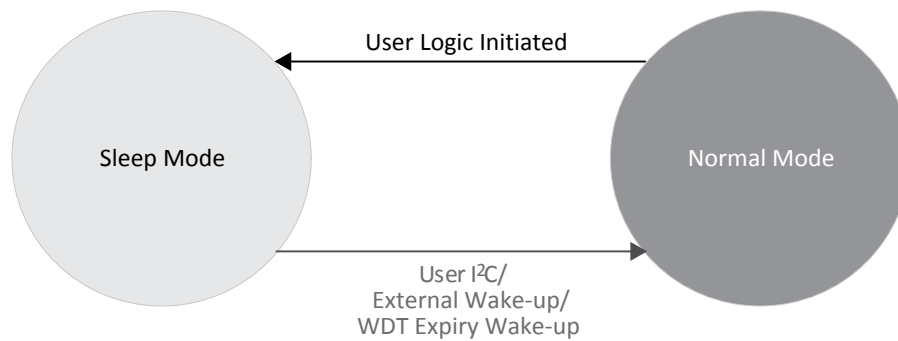 User Logic Initiated
Sleep Mode
Normal Mode
User I²C/
External Wake-up/
WDT Expiry Wake-up